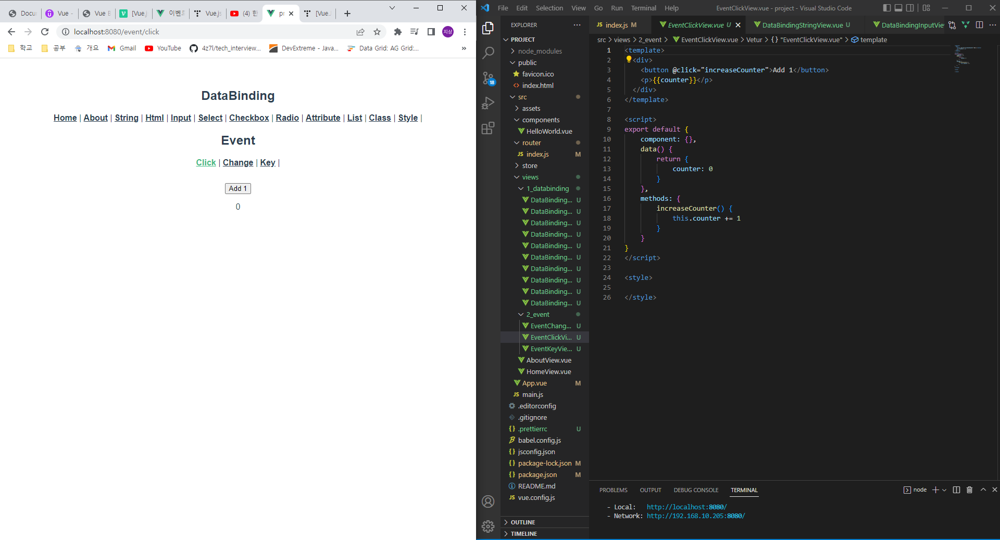 Docu
Vue -
Vue B
[Vue.j
이벤트
Vue.js
(4) 한
pr
[Vue.
localhost:8080/event/click
지상
학교
공부
개요
Gmail
YouTube
4z7l/tech_interview...
DevExtreme - Java...
Data Grid: AG Grid:...
»
DataBinding
Home | About | String | Html | Input | Select | Checkbox | Radio | Attribute | List | Class | Style |
Event
Click | Change | Key |
Add 1
0
File Edit Selection View Go Run Terminal Help
EventClickView.vue - project - Visual Studio Code
18
EXPLORER ...
PROJECT
node_modules
public
favicon.ico
index.html
src
assets
components
HelloWorld.vue
router
JS index.js M
store
views
1_databinding
DataBinding... U
DataBinding... U
DataBinding... U
DataBinding... U
DataBinding... U
DataBinding... U
DataBinding... U
DataBinding... U
DataBinding... U
DataBinding... U
2_event
EventChang... U
EventClickVi... U
EventKeyVie... U
AboutView.vue
HomeView.vue
App.vue M
JS main.js
.editorconfig
.gitignore
{} .prettierrc U
babel.config.js
{} jsconfig.json
{} package-lock.json M
{} package.json M
README.md
JS vue.config.js
OUTLINE
TIMELINE
JS index.js M
EventClickView.vue U
DataBindingStringView.vue U
DataBindingInputVie
src > views > 2_event > EventClickView.vue > Vetur > {} "EventClickView.vue" > template
1 <template>
2 <div>
3 <button @click="increaseCounter">Add 1</button>
4 <p>{{counter}}</p>
5 </div>
6 </template>
7
8 <script>
9 export default {
10 component: {},
11 data() {
12 return {
13 counter: 0
14 }
15 },
16 methods: {
17 increaseCounter() {
18 this.counter += 1
19 }
20 }
21 }
22 </script>
23
24 <style>
25
26 </style>
PROBLEMS OUTPUT DEBUG CONSOLE TERMINAL
node
- Local: http://localhost:8080/
- Network: http://192.168.10.205:8080/